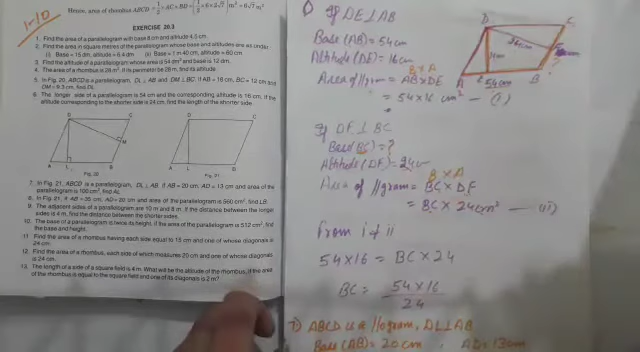 1-10
Hence, area of rhombus ABCD = 1/2 × AC × BD = (1/2 × 6 × 2√7) m² = 6√7 m²
EXERCISE 20.3
1. Find the area of a parallelogram with base 8 cm and altitude 4.5 cm.
2. Find the area in square metres of the parallelogram whose base and altitudes are as under
(i) Base = 15 dm, altitude = 6.4 dm (ii) Base = 1 m 40 cm, altitude = 60 cm
3. Find the altitude of a parallelogram whose area is 54 dm² and base is 12 dm.
4. The area of a rhombus is 28 m². If its perimeter be 28 m, find its altitude.
5. In Fig. 20, ABCD is a parallelogram, DL ⊥ AB and DM ⊥ BC. If AB = 18 cm, BC = 12 cm and
DM = 9.3 cm, find DL.
6. The longer side of a parallelogram is 54 cm and the corresponding altitude is 16 cm. If the
altitude corresponding to the shorter side is 24 cm, find the length of the shorter side.
D C
M
A L B
Fig. 20
D C
A L B
Fig. 21
7. In Fig. 21, ABCD is a parallelogram, DL ⊥ AB. If AB = 20 cm, AD = 13 cm and area of the
parallelogram is 100 cm², find AL.
8. In Fig. 21, if AB = 35 cm, AD = 20 cm and area of the parallelogram is 560 cm², find LB
9. The adjacent sides of a parallelogram are 10 m and 8 m. If the distance between the longer
sides is 4 m, find the distance between the shorter sides.
10. The base of a parallelogram is twice its height. If the area of the parallelogram is 512 cm², find
the base and height.
11. Find the area of a rhombus having each side equal to 15 cm and one of whose diagonals is
24 cm.
12. Find the area of a rhombus, each side of which measures 20 cm and one of whose diagonals
is 24 cm.
13. The length of a side of a square field is 4 m. What will be the altitude of the rhombus, if the area
of the rhombus is equal to the square field and one of its diagonals is 2 m?
If DE ⊥ AB
Base (AB) = 54 cm
Altitude (DE) = 16 cm
B × A
Area of //gram = AB × DE
= 54 × 16 cm² — (i)
D C
24cm
A E 54cm B
If DF ⊥ BC
Base (BC) = ?
Altitude (DF) = 24cm
B × A
Area of //gram = BC × DF
= BC × 24cm² — (ii)
From i & ii
54 × 16 = BC × 24
BC = 54 × 16
24
7) ABCD is a //ogram, DL ⊥ AB
Base (AB) = 20 cm, AD = 13cm